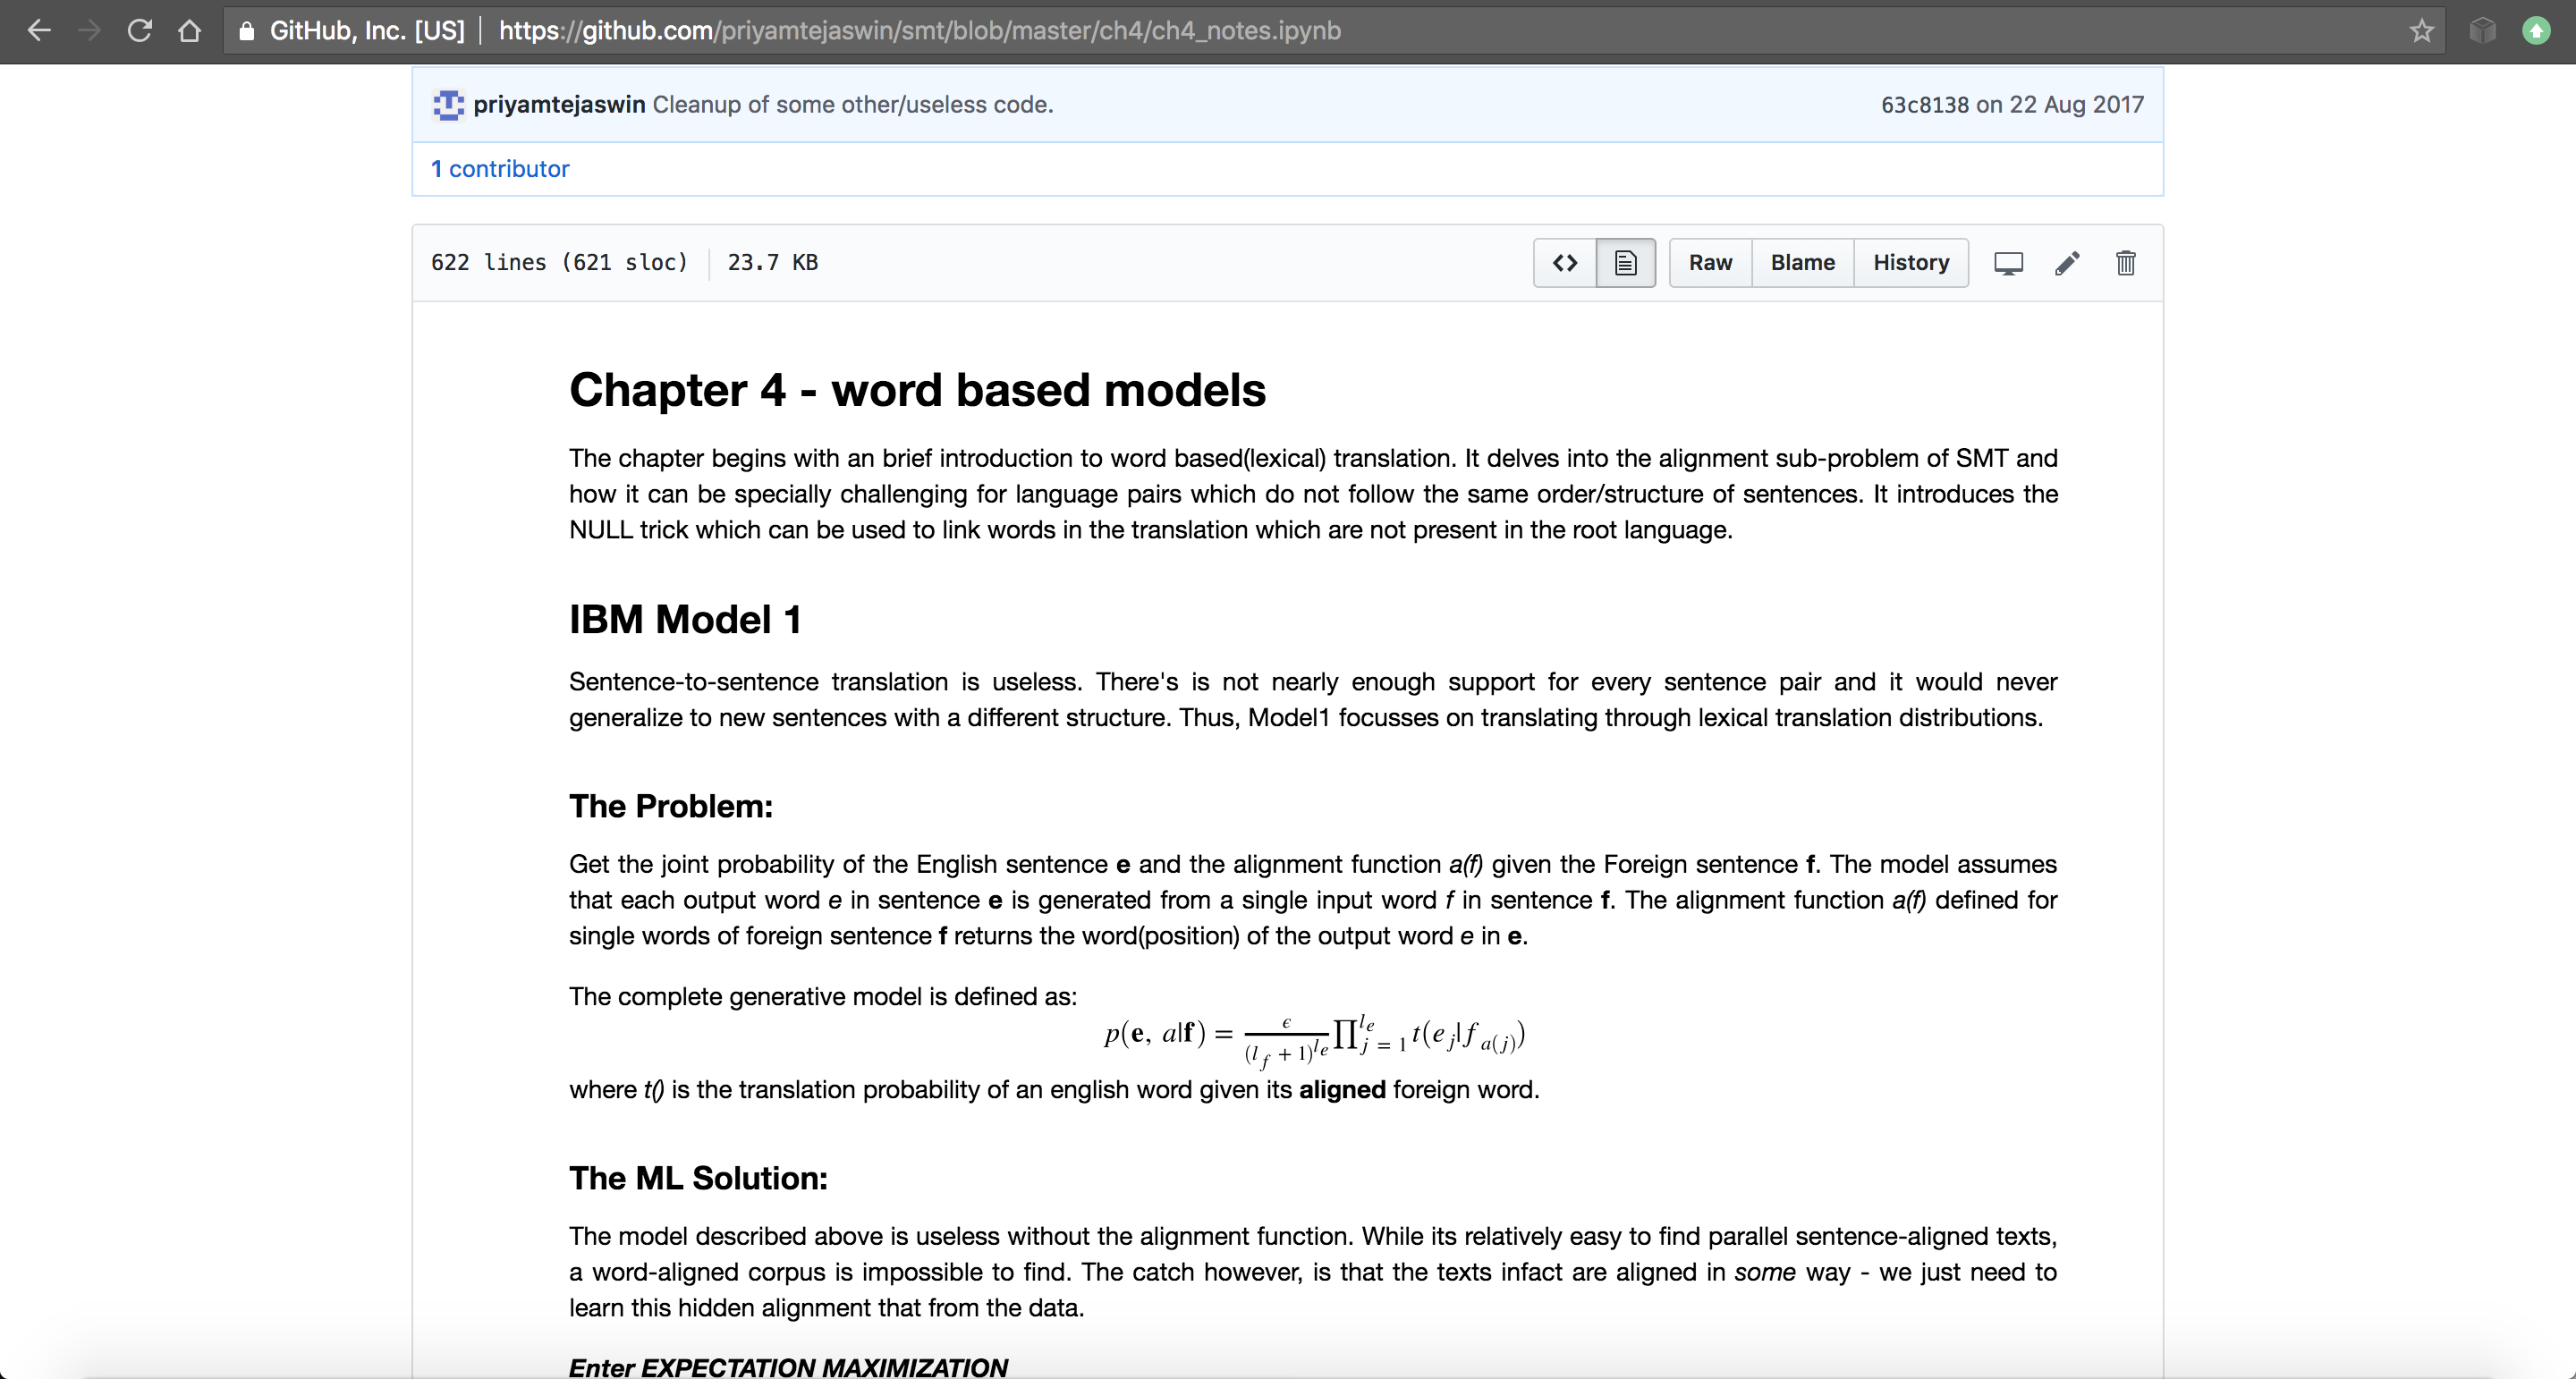 GitHub, Inc. [US] | https://github.com/priyamtejaswin/smt/blob/master/ch4/ch4_notes.ipynb
priyamtejaswin Cleanup of some other/useless code. 63c8138 on 22 Aug 2017
1 contributor
622 lines (621 sloc) | 23.7 KB <> Raw Blame History
Chapter 4 - word based models
The chapter begins with an brief introduction to word based(lexical) translation. It delves into the alignment sub-problem of SMT and
how it can be specially challenging for language pairs which do not follow the same order/structure of sentences. It introduces the
NULL trick which can be used to link words in the translation which are not present in the root language.
IBM Model 1
Sentence-to-sentence translation is useless. There's is not nearly enough support for every sentence pair and it would never
generalize to new sentences with a different structure. Thus, Model1 focusses on translating through lexical translation distributions.
The Problem:
Get the joint probability of the English sentence e and the alignment function a(f) given the Foreign sentence f. The model assumes
that each output word e in sentence e is generated from a single input word f in sentence f. The alignment function a(f) defined for
single words of foreign sentence f returns the word(position) of the output word e in e.
The complete generative model is defined as:
p(e, a|f) = ϵ/(l_f + 1)^{l_e} ∏_{j = 1}^{l_e} t(e_j|f_{a(j)})
where t() is the translation probability of an english word given its aligned foreign word.
The ML Solution:
The model described above is useless without the alignment function. While its relatively easy to find parallel sentence-aligned texts,
a word-aligned corpus is impossible to find. The catch however, is that the texts infact are aligned in some way - we just need to
learn this hidden alignment that from the data.
Enter EXPECTATION MAXIMIZATION